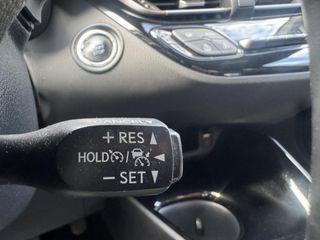 CANCEL
+ RES ▲
HOLD / ◄
− SET ▼